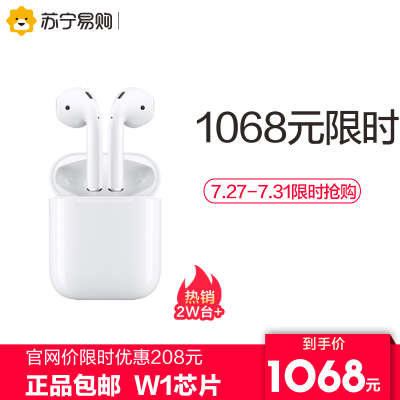 苏宁易购
1068元限时
7.27-7.31限时抢购
热销
2W台+
官网价限时优惠208元
正品包邮 W1芯片
到手价
1068元